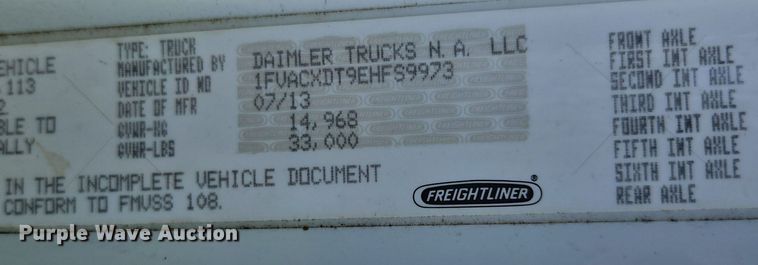 TYPE: TRUCK
MANUFACTURED BY DAIMLER TRUCKS N.A. LLC
VEHICLE ID NO 1FVACXDT9EHFS9973
DATE OF MFR 07/13
GVWR-KG 14,968
GVWR-LBS 33,000
EHICLE
113
2
BLE TO
ALLY
IN THE INCOMPLETE VEHICLE DOCUMENT
CONFORM TO FMVSS 108.
FREIGHTLINER®
FRONT AXLE
FIRST INT AXLE
SECOND INT AXLE
THIRD INT AXLE
FOURTH INT AXLE
FIFTH INT AXLE
SIXTH INT AXLE
REAR AXLE
Purple Wave Auction